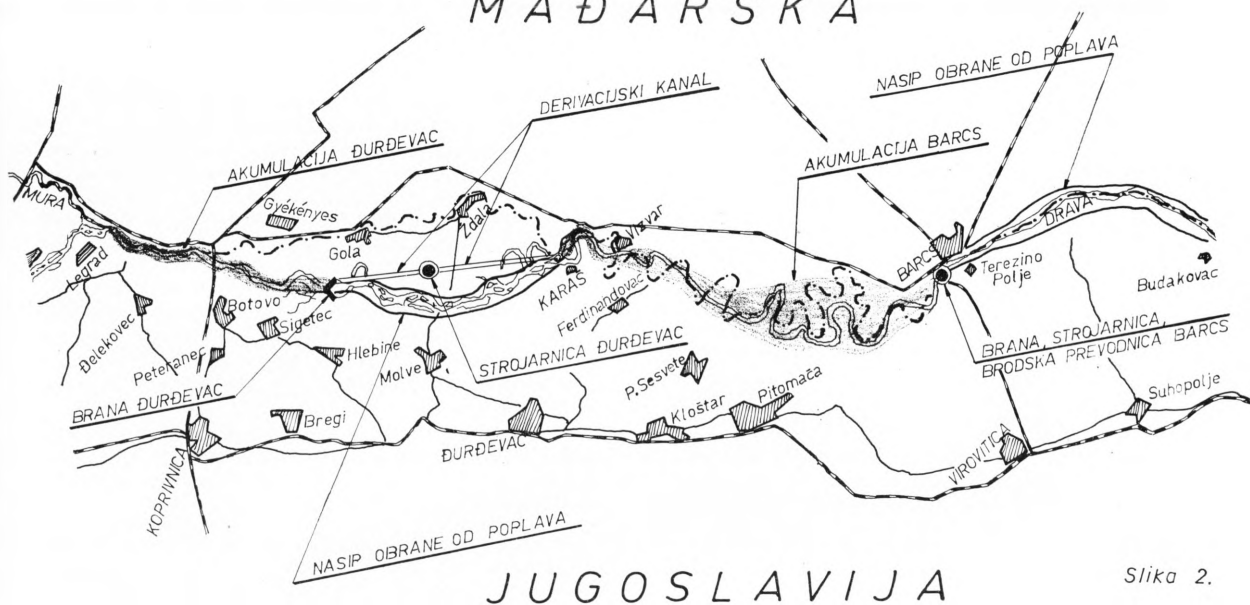 MAĐARSKA
NASIP OBRANE OD POPLAVA
DERIVACIJSKI KANAL
AKUMULACIJA ĐURĐEVAC
AKUMULACIJA BARCS
MURA
Gyékényes
Zdala
Gola
Vizvar
DRAVA
BARCS
Terezino
Polje
Budakovac
Legrad
KARAŠ
Ferdinandovac
Đelekovec
Botovo
Sigetec
Peteranec
Hlebine
Molve
STROJARNICA ĐURĐEVAC
P. Sesvete
BRANA, STROJARNICA,
BRODSKA PREVODNICA BARCS
BRANA ĐURĐEVAC
Bregi
Kloštar
Pitomača
Suhopolje
ĐURĐEVAC
VIROVITICA
KOPRIVNICA
NASIP OBRANE OD POPLAVA
JUGOSLAVIJA
Slika 2.